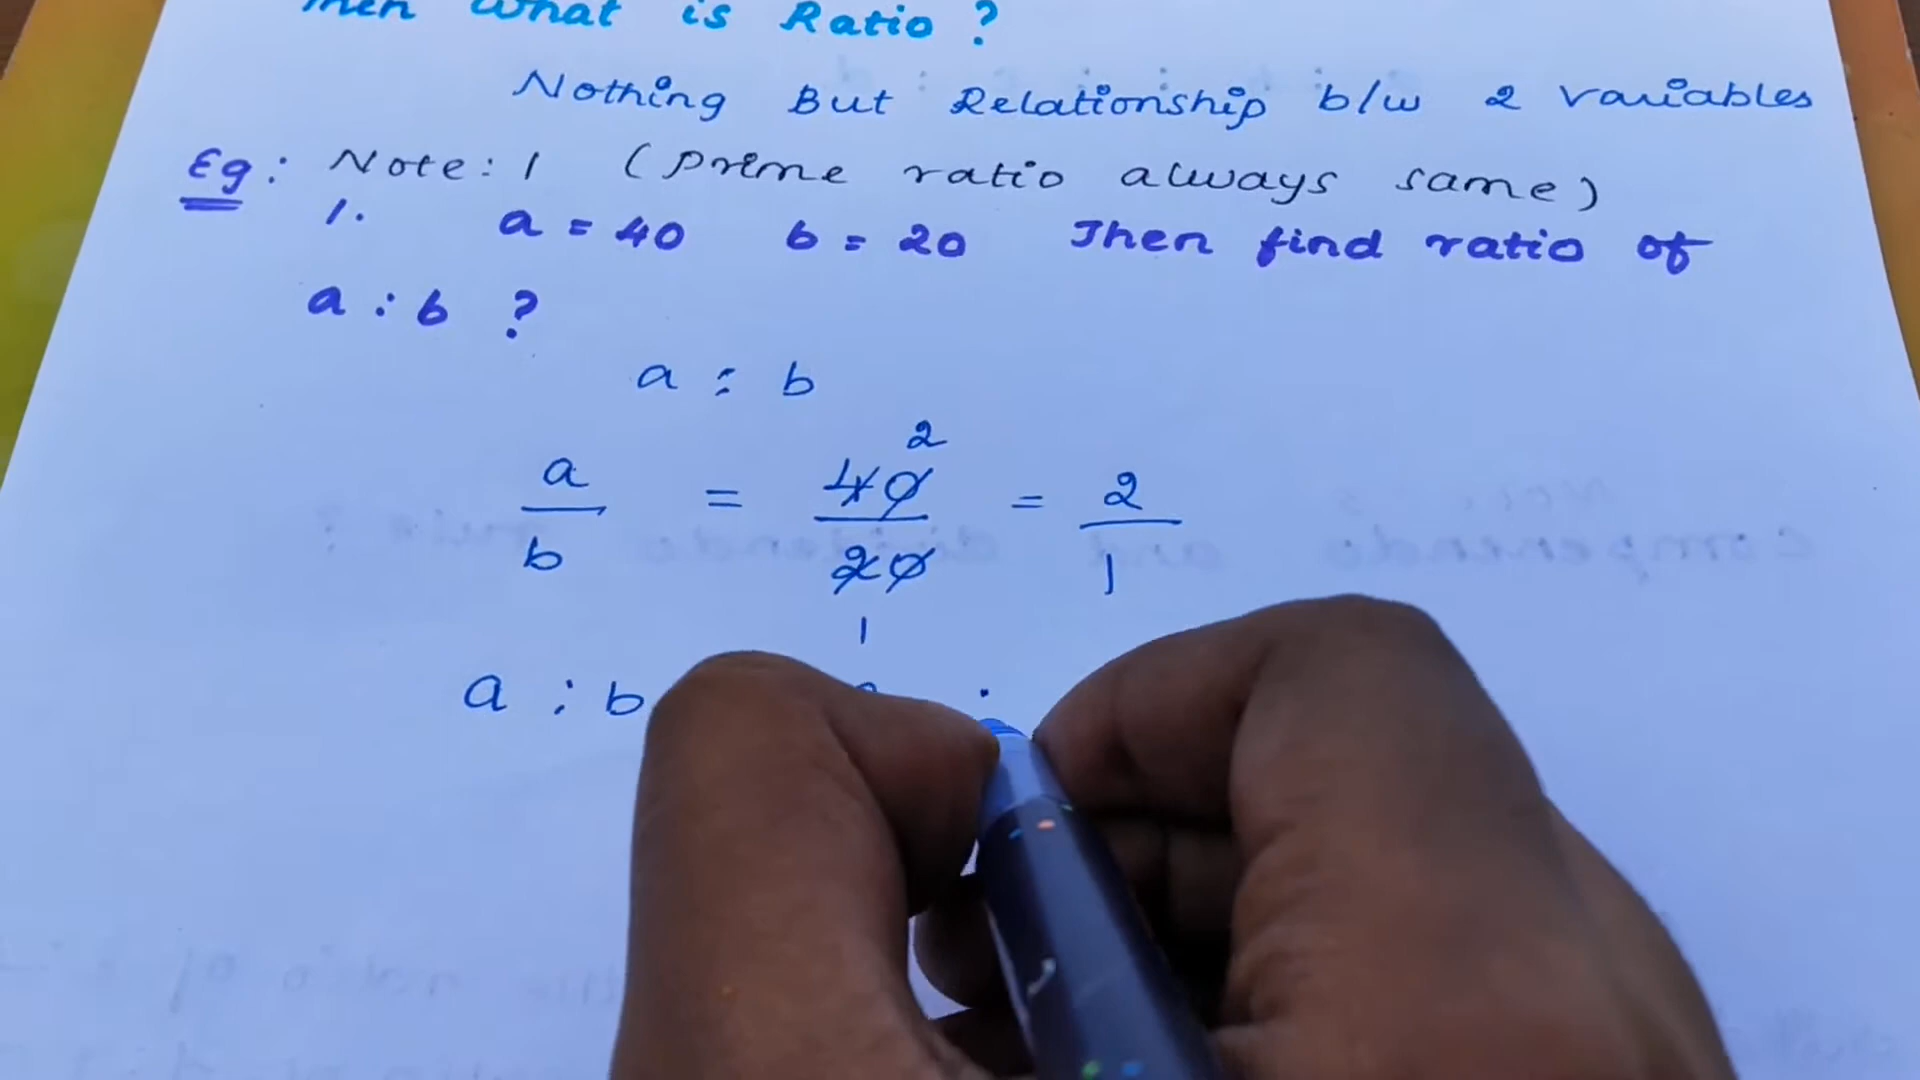 Then What is Ratio ?
Nothing But Relationship b/w 2 variables
Eg : Note : 1 (Prime ratio always same)
1. a = 40 b = 20 Then find ratio of
a : b ?
a : b
2
a/b = 40/20 = 2/1
1
a : b